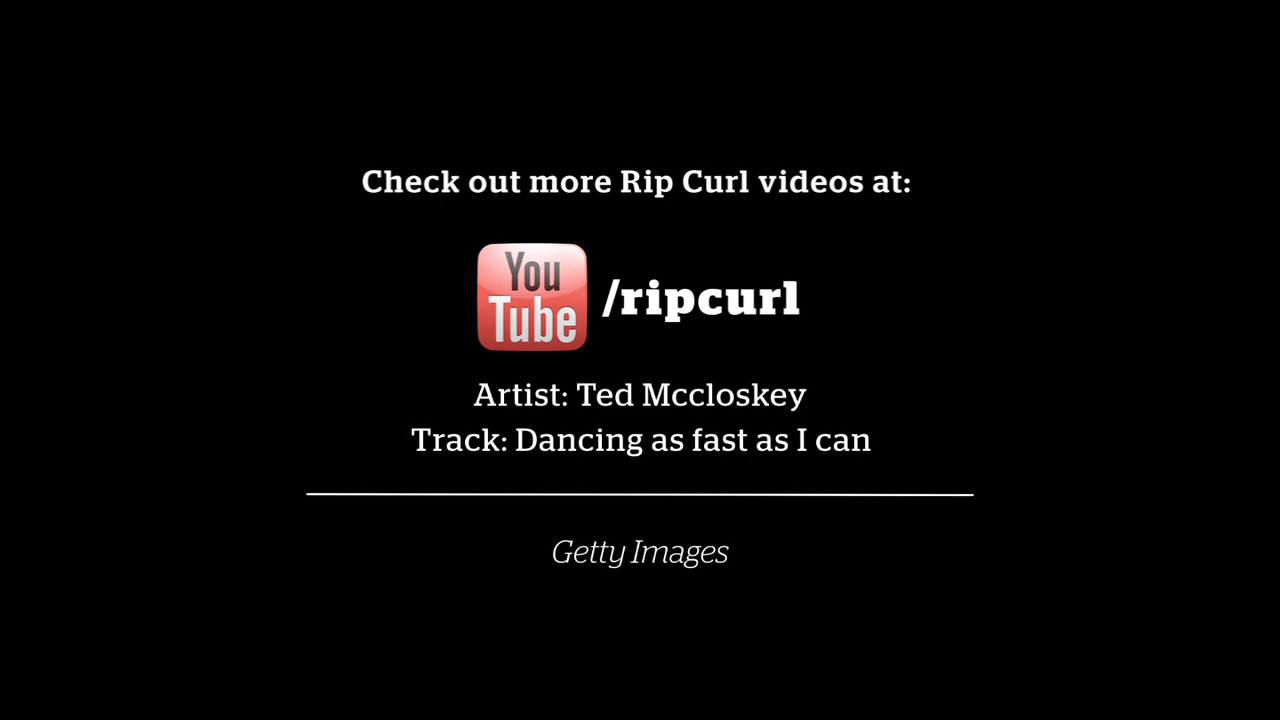 Check out more Rip Curl videos at:
You
Tube
/ripcurl
Artist: Ted Mccloskey
Track: Dancing as fast as I can
Getty Images